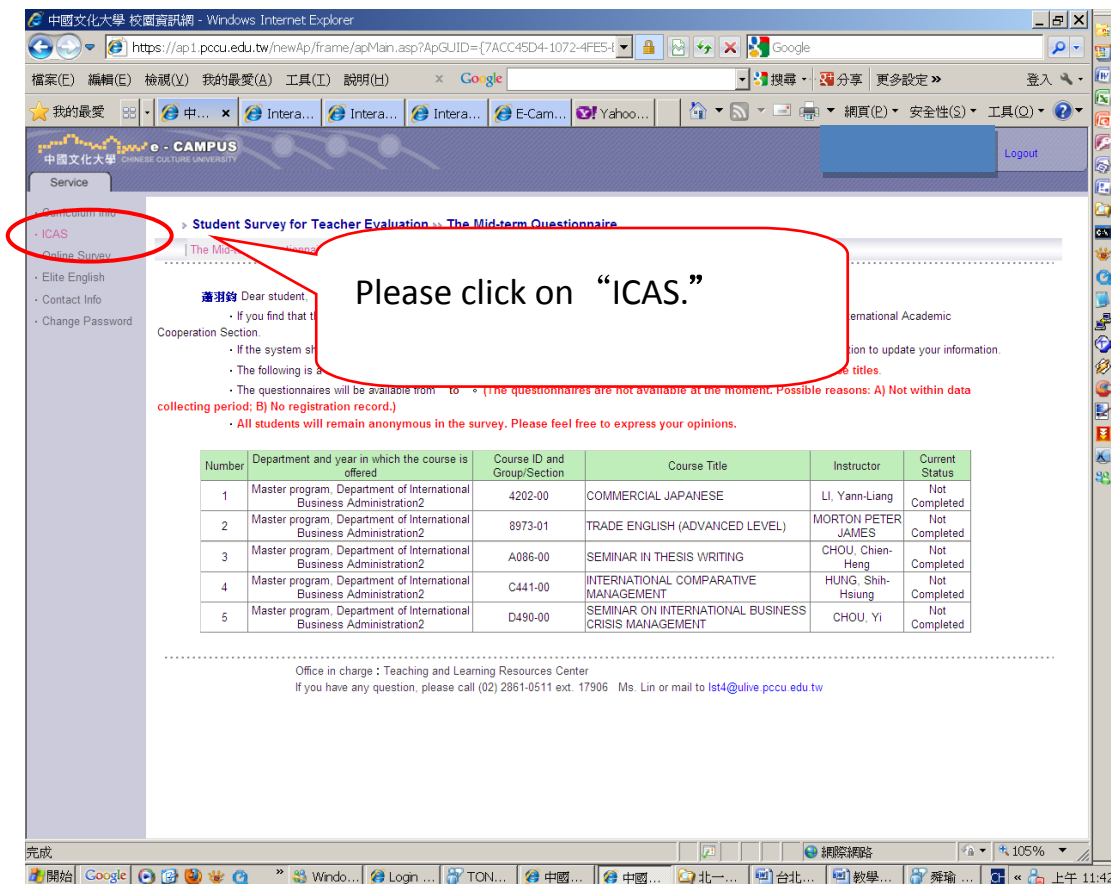 中國文化大學 校園資訊網 - Windows Internet Explorer
https://ap1.pccu.edu.tw/newAp/frame/apMain.asp?ApGUID={7ACC45D4-1072-4FE5-
Google
檔案(F) 編輯(E) 檢視(V) 我的最愛(A) 工具(T) 說明(H) × Google 搜尋 分享 更多設定 » 登入
我的最愛 中... Intera... Intera... Intera... E-Cam... Yahoo... 網頁(P) 安全性(S) 工具(O)
e - CAMPUS
中國文化大學 CHINESE CULTURE UNIVERSITY
Logout
Service
· Curriculum Info
· ICAS
· Online Survey
· Elite English
· Contact Info
· Change Password
Student Survey for Teacher Evaluation ›› The Mid-term Questionnaire
The Mid-
Please click on “ICAS.”
蕭羽鈞 Dear student,
· If you find that ernational Academic
Cooperation Section.
· If the system tion to update your information.
· The following is a e titles.
· The questionnaires will be available from to 。(The questionnaires are not available at the moment. Possible reasons: A) Not within data
collecting period; B) No registration record.)
· All students will remain anonymous in the survey. Please feel free to express your opinions.
Number Department and year in which the course is offered Course ID and Group/Section Course Title Instructor Current Status
1 Master program, Department of International Business Administration2 4202-00 COMMERCIAL JAPANESE LI, Yann-Liang Not Completed
2 Master program, Department of International Business Administration2 8973-01 TRADE ENGLISH (ADVANCED LEVEL) MORTON PETER JAMES Not Completed
3 Master program, Department of International Business Administration2 A086-00 SEMINAR IN THESIS WRITING CHOU, Chien-Heng Not Completed
4 Master program, Department of International Business Administration2 C441-00 INTERNATIONAL COMPARATIVE MANAGEMENT HUNG, Shih-Hsiung Not Completed
5 Master program, Department of International Business Administration2 D490-00 SEMINAR ON INTERNATIONAL BUSINESS CRISIS MANAGEMENT CHOU, Yi Not Completed
Office in charge：Teaching and Learning Resources Center
If you have any question, please call (02) 2861-0511 ext. 17906 Ms. Lin or mail to lst4@ulive.pccu.edu.tw
完成 網際網路 105%
開始 Google » Windo... Login ... TON... 中國... 中國... 北一... 台北... 教學... 舜瑜 ... CH « 上午 11:4